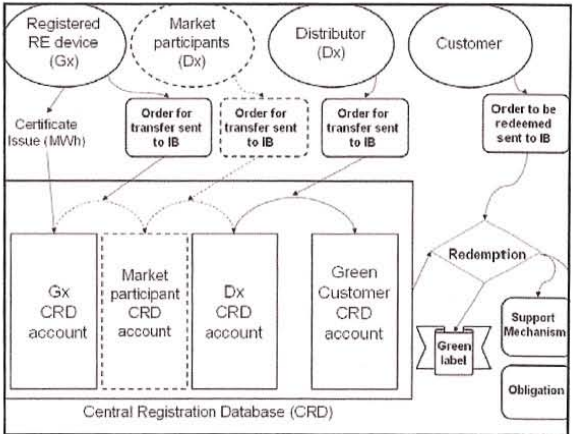 Registered
RE device
(Gx)
Market
participants
(Dx)
Distributor
(Dx)
Customer
Certificate
Issue (MWh)
Order for
transfer sent
to IB
Order for
transfer sent
to IB
Order for
transfer sent
to IB
Order to be
redeemed
sent to IB
Gx
CRD
account
Market
participant
CRD
account
Dx
CRD
account
Green
Customer
CRD
account
Redemption
Green
label
Support
Mechanism
Obligation
Central Registration Database (CRD)